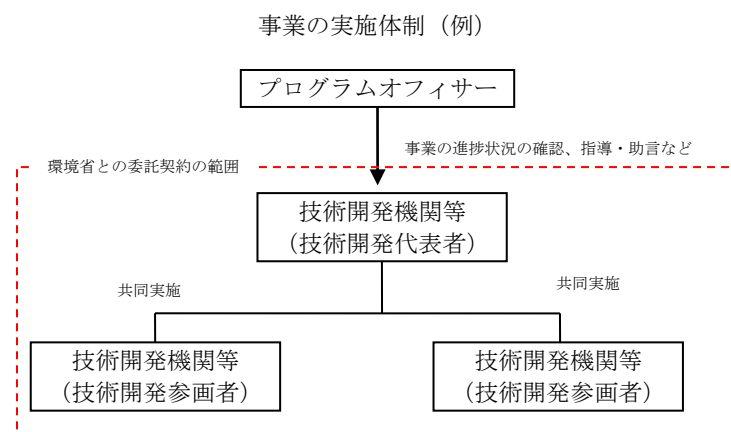 事業の実施体制（例）
プログラムオフィサー
事業の進捗状況の確認、指導・助言など
環境省との委託契約の範囲
技術開発機関等
（技術開発代表者）
共同実施
共同実施
技術開発機関等
（技術開発参画者）
技術開発機関等
（技術開発参画者）